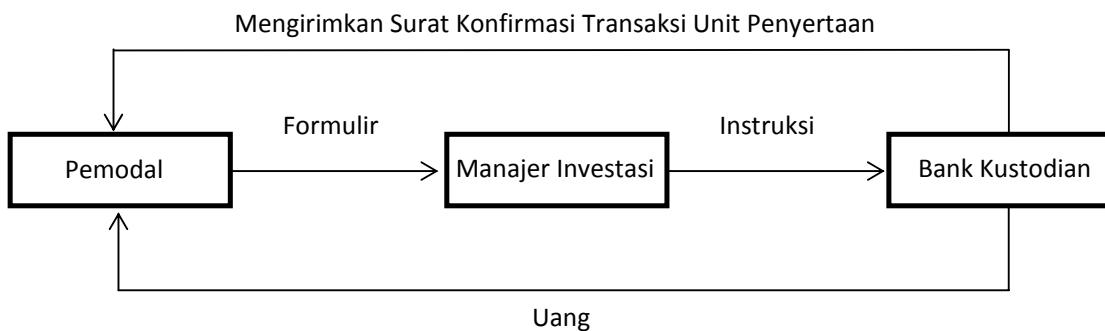 Mengirimkan Surat Konfirmasi Transaksi Unit Penyertaan
Formulir
Instruksi
Pemodal
Manajer Investasi
Bank Kustodian
Uang